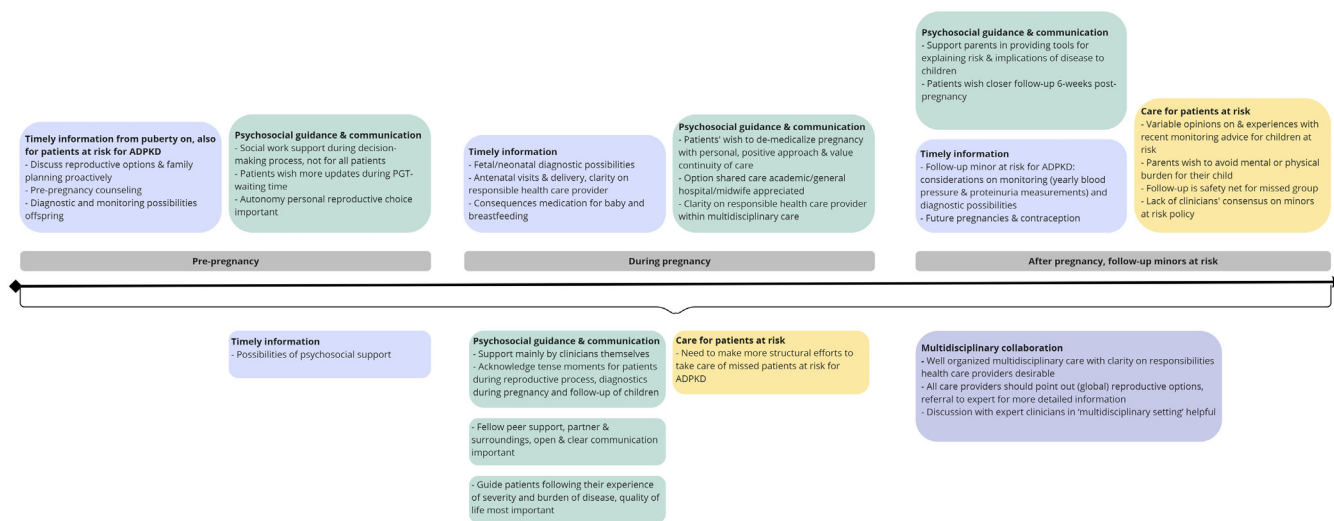 Timely information from puberty on, also
for patients at risk for ADPKD
- Discuss reproductive options & family
planning proactively
- Pre-pregnancy counseling
- Diagnostic and monitoring possibilities
offspring
Psychosocial guidance & communication
- Social work support during decision-
making process, not for all patients
- Patients wish more updates during PGT-
waiting time
- Autonomy personal reproductive choice
important
Timely information
- Fetal/neonatal diagnostic possibilities
- Antenatal visits & delivery, clarity on
responsible health care provider
- Consequences medication for baby and
breastfeeding
Psychosocial guidance & communication
- Patients' wish to de-medicalize pregnancy
with personal, positive approach & value
continuity of care
- Option shared care academic/general
hospital/midwife appreciated
- Clarity on responsible health care provider
within multidisciplinary care
Psychosocial guidance & communication
- Support parents in providing tools for
explaining risk & implications of disease to
children
- Patients wish closer follow-up 6-weeks post-
pregnancy
Timely information
- Follow-up minor at risk for ADPKD:
considerations on monitoring (yearly blood
pressure & proteinuria measurements) and
diagnostic possibilities
- Future pregnancies & contraception
Care for patients at risk
- Variable opinions on & experiences with
recent monitoring advice for children at
risk
- Parents wish to avoid mental or physical
burden for their child
- Follow-up is safety net for missed group
- Lack of clinicians' consensus on minors
at risk policy
Pre-pregnancy
During pregnancy
After pregnancy, follow-up minors at risk
Timely information
- Possibilities of psychosocial support
Psychosocial guidance & communication
- Support mainly by clinicians themselves
- Acknowledge tense moments for patients
during reproductive process, diagnostics
during pregnancy and follow-up of children
- Fellow peer support, partner &
surroundings, open & clear communication
important
- Guide patients following their experience
of severity and burden of disease, quality of
life most important
Care for patients at risk
- Need to make more structural efforts to
take care of missed patients at risk for
ADPKD
Multidisciplinary collaboration
- Well organized multidisciplinary care with clarity on responsibilities
health care providers desirable
- All care providers should point out (global) reproductive options,
referral to expert for more detailed information
- Discussion with expert clinicians in 'multidisciplinary setting' helpful